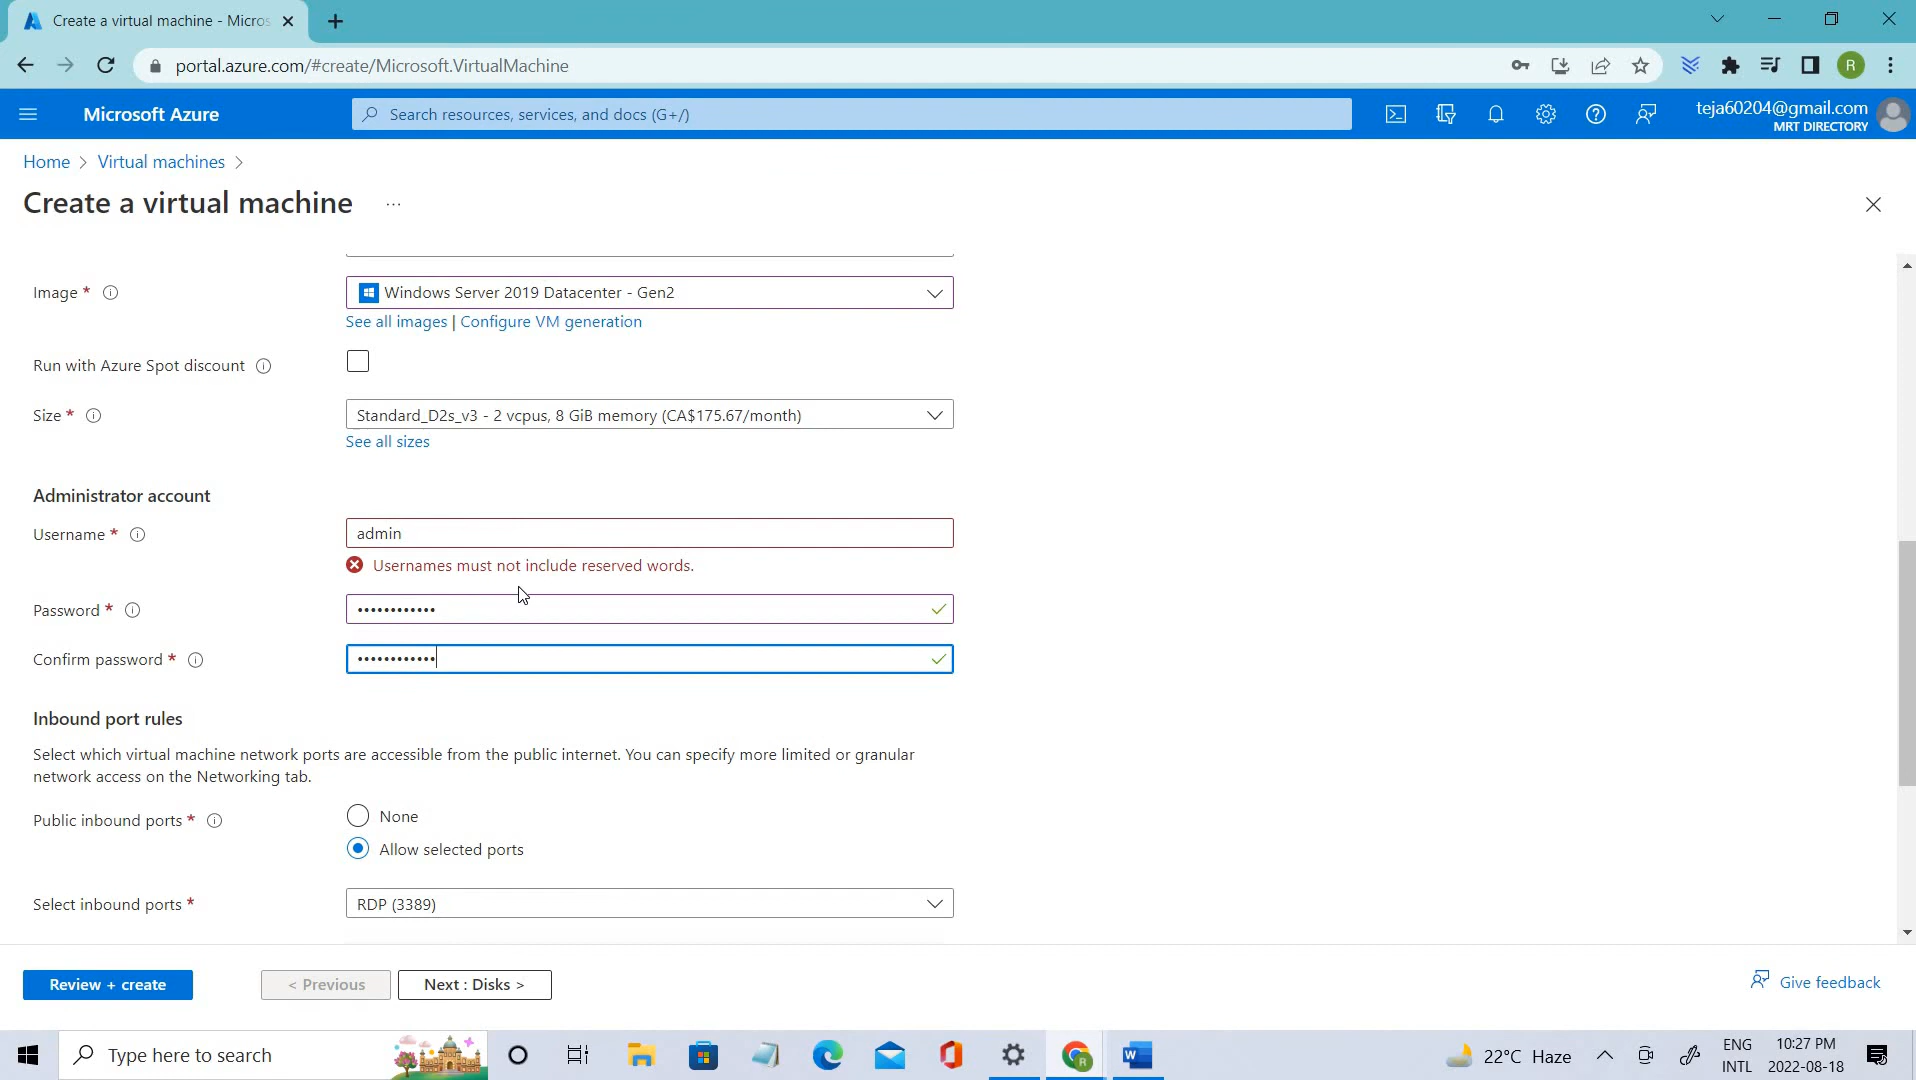 Create a virtual machine - Micros
portal.azure.com/#create/Microsoft.VirtualMachine
R
Microsoft Azure
Search resources, services, and docs (G+/)
teja60204@gmail.com
MRT DIRECTORY
Home > Virtual machines >
Create a virtual machine ...
Image *
Windows Server 2019 Datacenter - Gen2
See all images | Configure VM generation
Run with Azure Spot discount
Size *
Standard_D2s_v3 - 2 vcpus, 8 GiB memory (CA$175.67/month)
See all sizes
Administrator account
Username *
admin
Usernames must not include reserved words.
Password *
••••••••••••
Confirm password *
••••••••••••
Inbound port rules
Select which virtual machine network ports are accessible from the public internet. You can specify more limited or granular
network access on the Networking tab.
Public inbound ports *
None
Allow selected ports
Select inbound ports *
RDP (3389)
Review + create
< Previous
Next : Disks >
Give feedback
Type here to search
22°C Haze
ENG
INTL
10:27 PM
2022-08-18